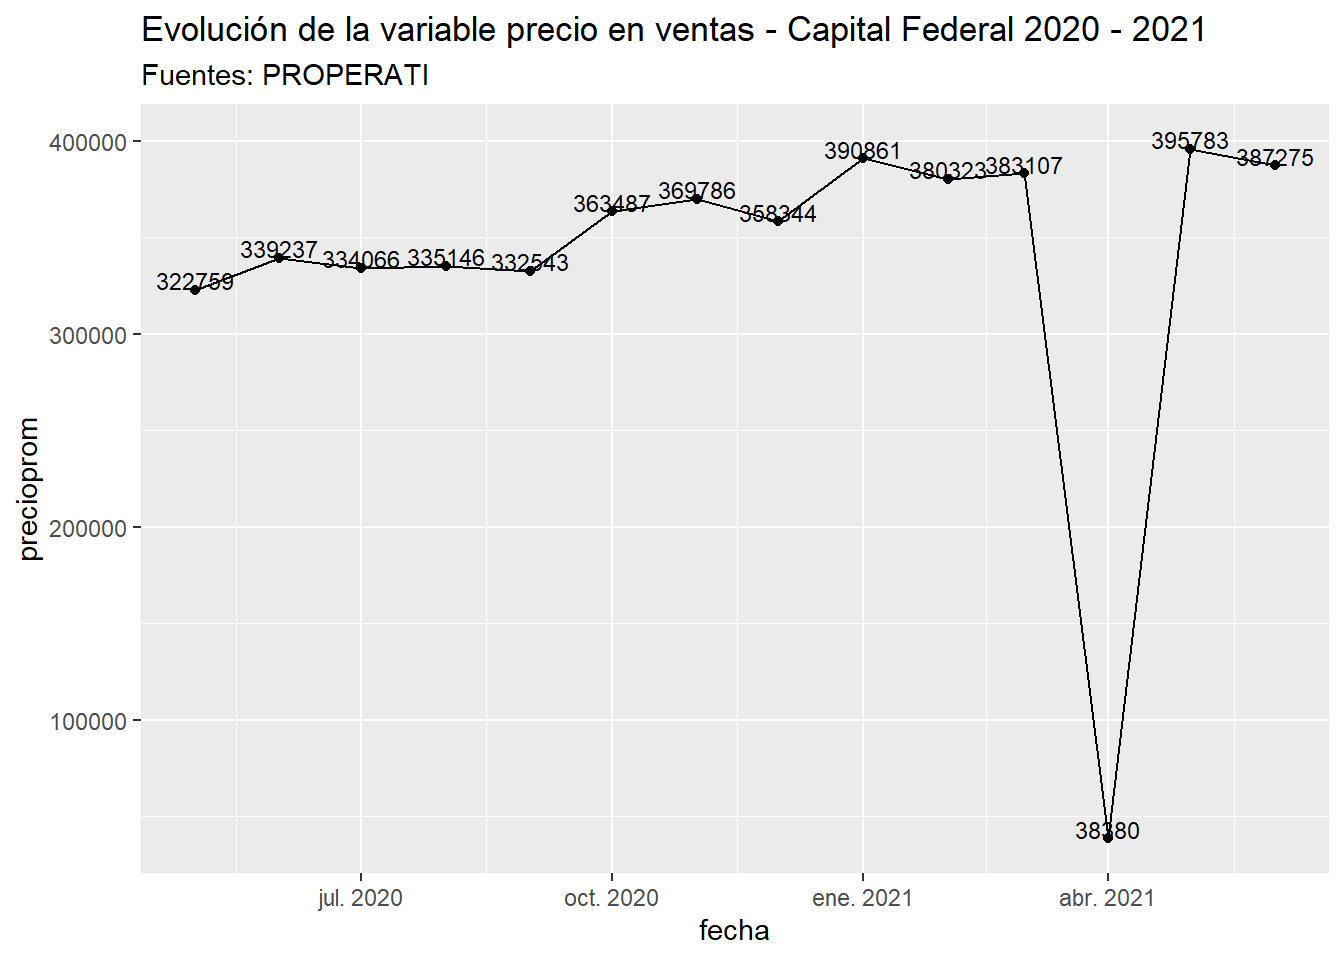 Evolución de la variable precio en ventas - Capital Federal 2020 - 2021
Fuentes: PROPERATI
precioprom
400000
300000
200000
100000
322759
339237
334066
335146
332543
363487
369786
358344
390861
380323
383107
38380
395783
387275
jul. 2020
oct. 2020
ene. 2021
abr. 2021
fecha